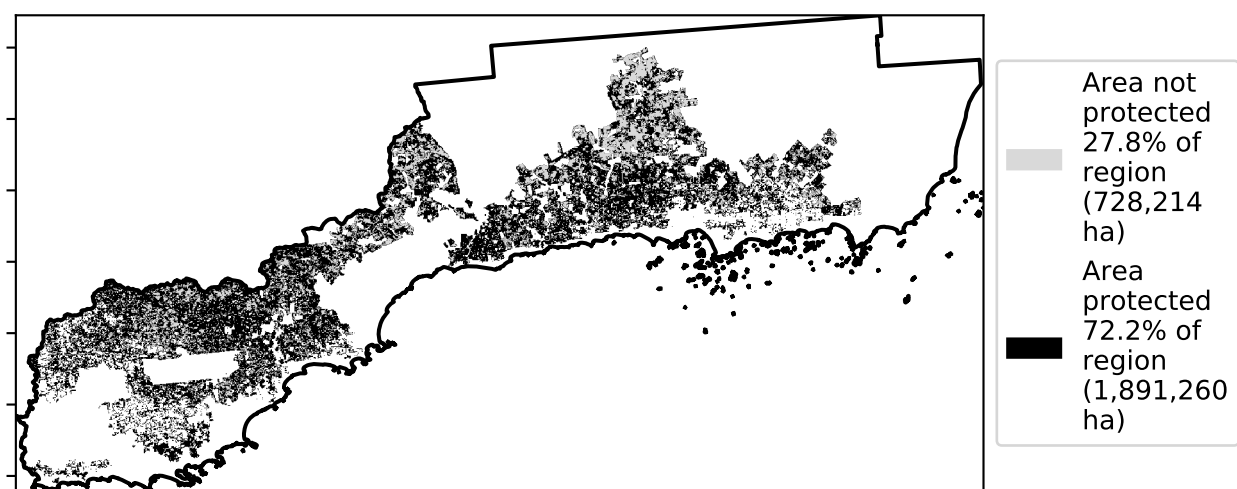 Area not
protected
27.8% of
region
(728,214
ha)
Area
protected
72.2% of
region
(1,891,260
ha)